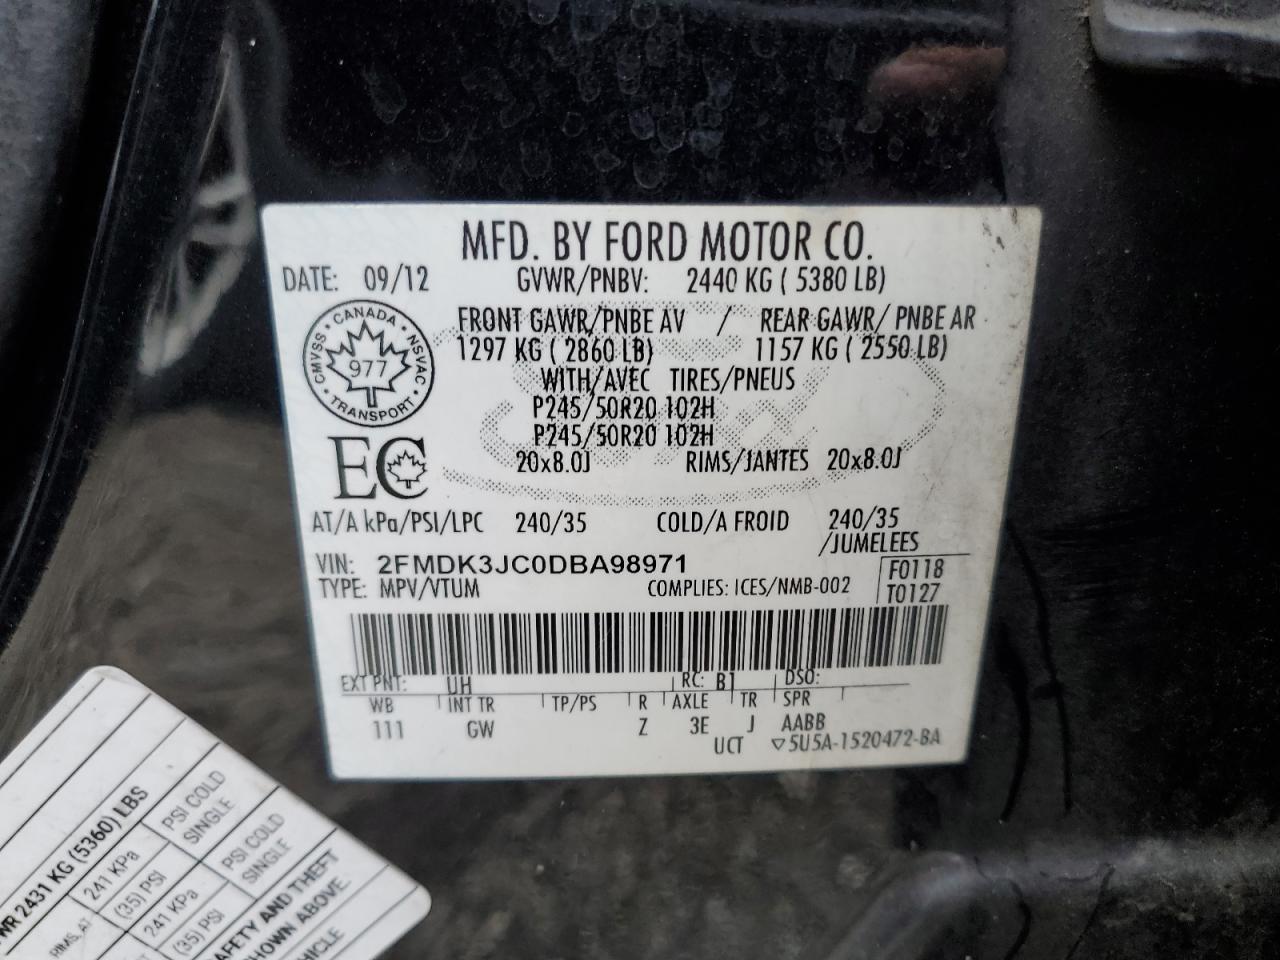 MFD. BY FORD MOTOR CO.
DATE: 09/12 GVWR/PNBV: 2440 KG ( 5380 LB)
FRONT GAWR/PNBE AV / REAR GAWR/ PNBE AR
1297 KG ( 2860 LB) 1157 KG ( 2550 LB)
WITH/AVEC TIRES/PNEUS
P245/50R20 102H
P245/50R20 102H
20x8.0J RIMS/JANTES 20x8.0J
CANADA
CMVSS · NSVAC
977
TRANSPORT
EC
AT/A kPa/PSI/LPC 240/35 COLD/A FROID 240/35
/JUMELEES
VIN: 2FMDK3JC0DBA98971 F0118
TYPE: MPV/VTUM COMPLIES: ICES/NMB-002 T0127
EXT PNT: UH RC: B1 DSO:
WB INT TR TP/PS R AXLE TR SPR
111 GW Z 3E J AABB
UCT ▽5U5A-1520472-BA
WR 2431 KG (5360) LBS
RIMS, AT 241 KPA PSI COLD
(35) PSI SINGLE
241 KPA PSI COLD
(35) PSI SINGLE
AFETY AND THEFT
SHOWN ABOVE.